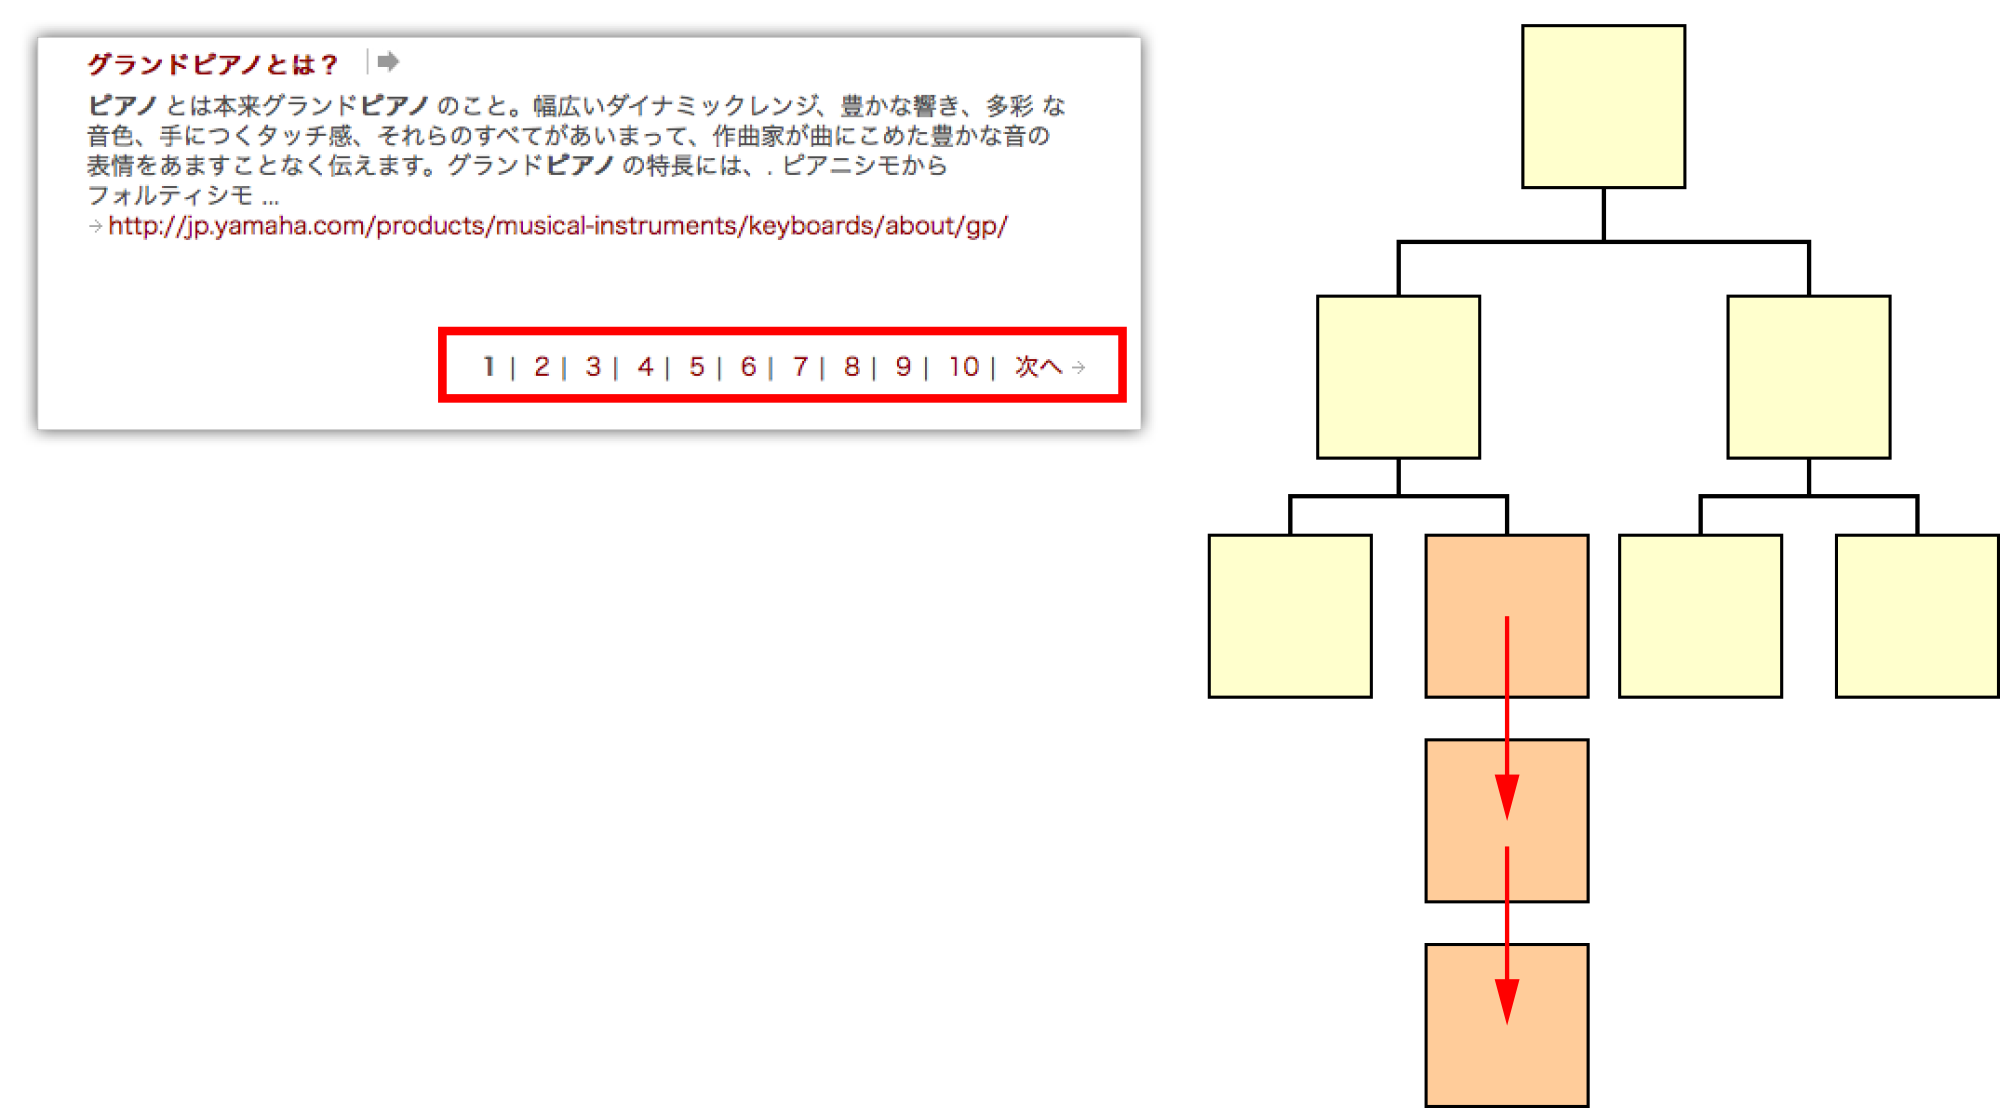 グランドピアノとは？
ピアノ とは本来グランドピアノ のこと。幅広いダイナミックレンジ、豊かな響き、多彩 な
音色、手につくタッチ感、それらのすべてがあいまって、作曲家が曲にこめた豊かな音の
表情をあますことなく伝えます。グランドピアノ の特長には、. ピアニシモから
フォルティシモ ...
→ http://jp.yamaha.com/products/musical-instruments/keyboards/about/gp/
1 | 2 | 3 | 4 | 5 | 6 | 7 | 8 | 9 | 10 | 次へ →